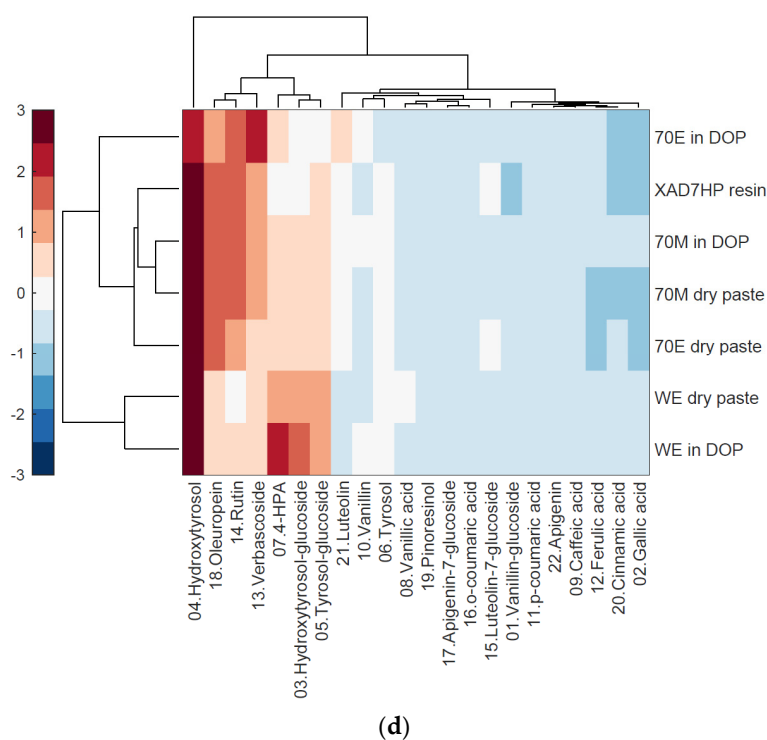 3
2
1
0
-1
-2
-3
70E in DOP
XAD7HP resin
70M in DOP
70M dry paste
70E dry paste
WE dry paste
WE in DOP
04.Hydroxytyrosol
18.Oleuropein
14.Rutin
13.Verbascoside
07.4-HPA
03.Hydroxytyrosol-glucoside
05.Tyrosol-glucoside
21.Luteolin
10.Vanillin
06.Tyrosol
08.Vanillic acid
19.Pinoresinol
17.Apigenin-7-glucoside
16.o-coumaric acid
15.Luteolin-7-glucoside
01.Vanillin-glucoside
11.p-coumaric acid
22.Apigenin
09.Caffeic acid
12.Ferulic acid
20.Cinnamic acid
02.Gallic acid
(d)